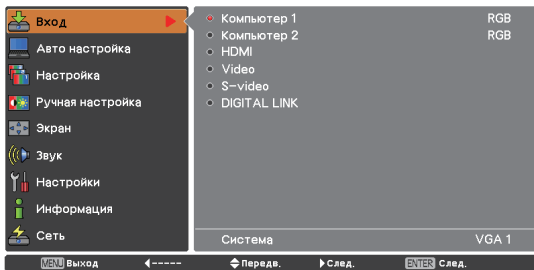 Вход
Авто настройка
Настройка
Ручная настройка
Экран
Звук
Настройки
Информация
Сеть
Компьютер 1 RGB
Компьютер 2 RGB
HDMI
Video
S-video
DIGITAL LINK
Система VGA 1
MENU Выход ----- Передв. След. ENTER След.